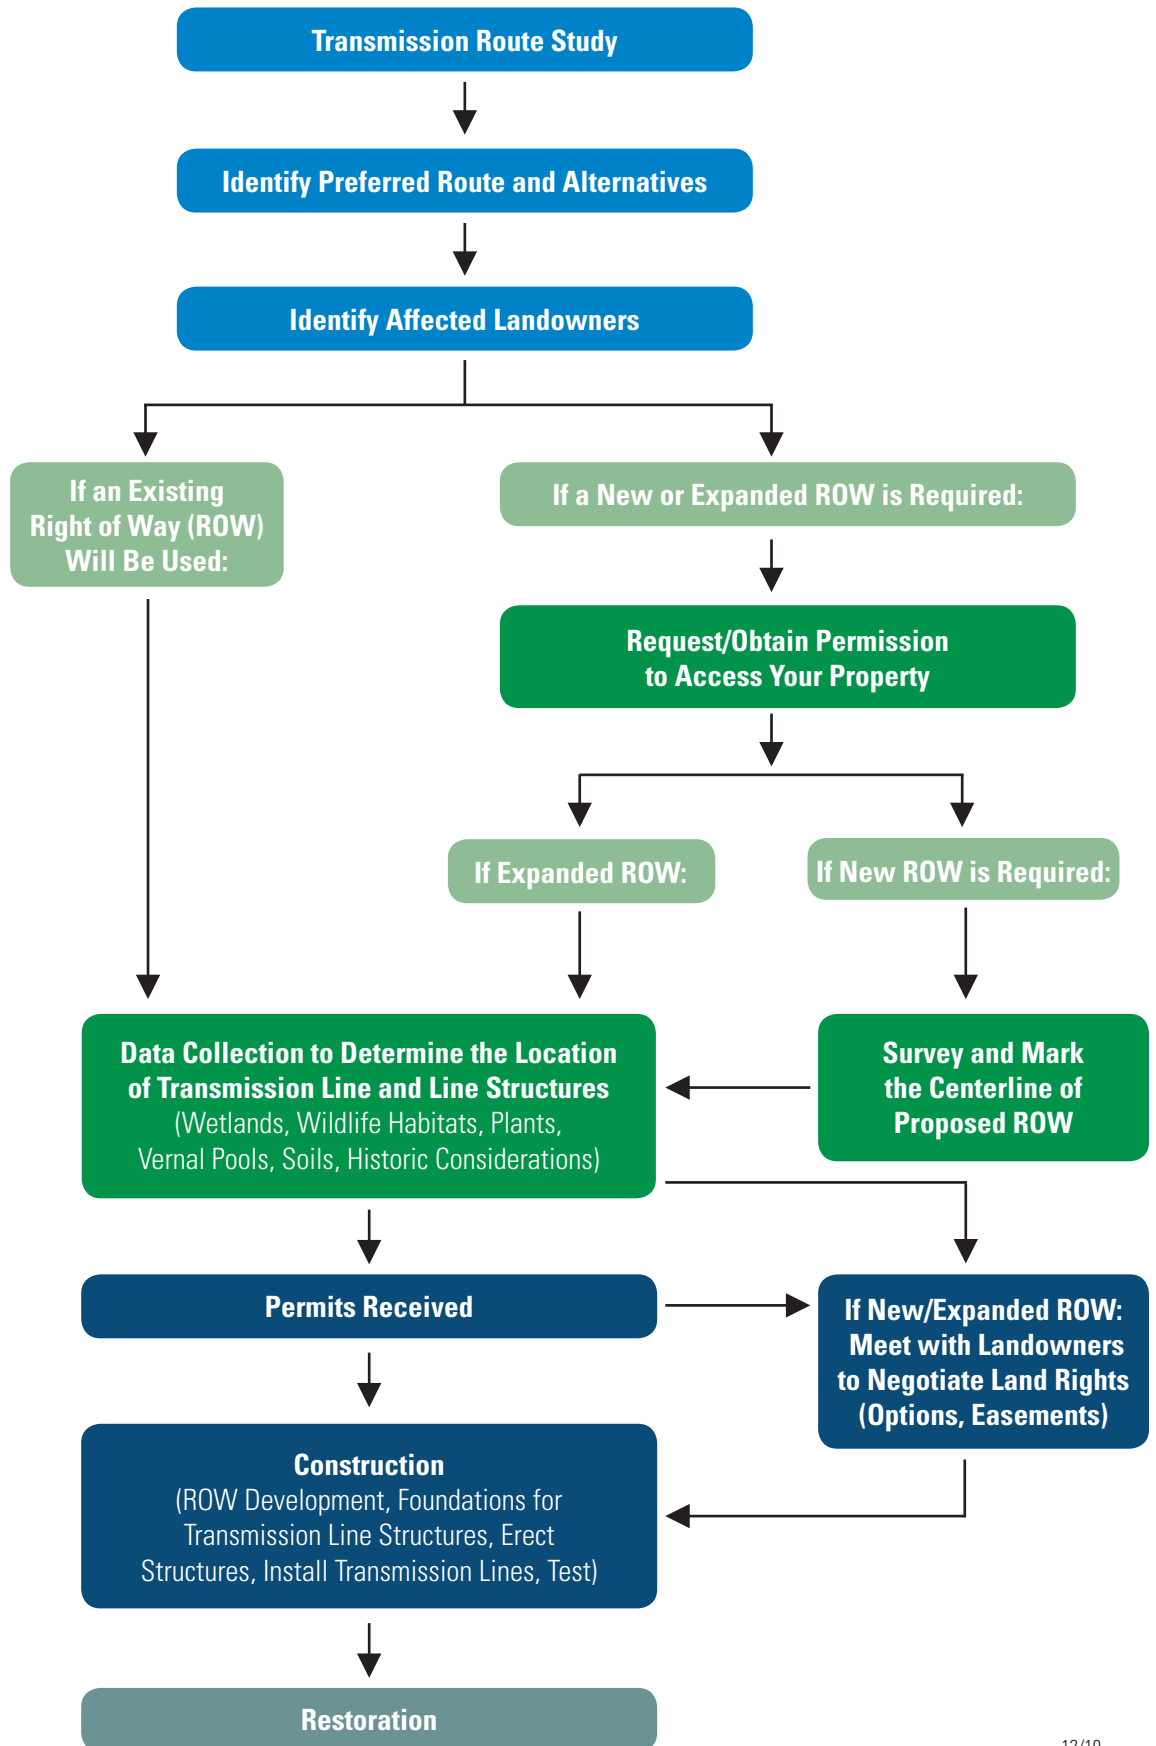 Transmission Route Study
Identify Preferred Route and Alternatives
Identify Affected Landowners
If an Existing
Right of Way (ROW)
Will Be Used:
If a New or Expanded ROW is Required:
Request/Obtain Permission
to Access Your Property
If Expanded ROW:
If New ROW is Required:
Data Collection to Determine the Location
of Transmission Line and Line Structures
(Wetlands, Wildlife Habitats, Plants,
Vernal Pools, Soils, Historic Considerations)
Survey and Mark
the Centerline of
Proposed ROW
Permits Received
If New/Expanded ROW:
Meet with Landowners
to Negotiate Land Rights
(Options, Easements)
Construction
(ROW Development, Foundations for
Transmission Line Structures, Erect
Structures, Install Transmission Lines, Test)
Restoration
12/10